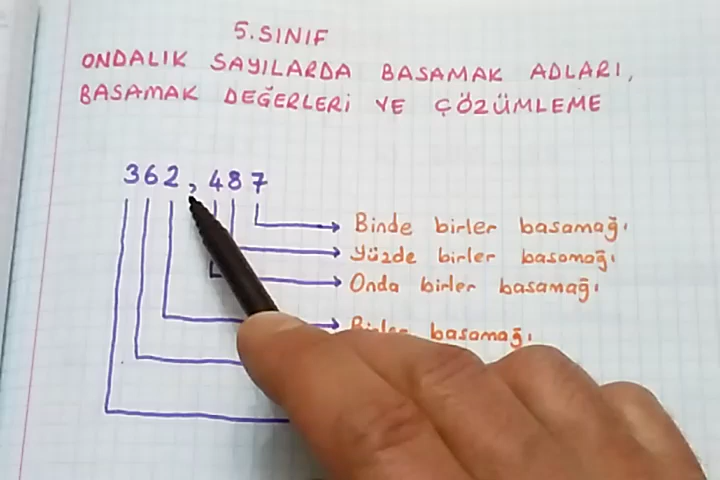 5.SINIF
ONDALIK SAYILARDA BASAMAK ADLARI,
BASAMAK DEĞERLERİ VE ÇÖZÜMLEME
362,487
Binde birler basamağı
Yüzde birler basamağı
Onda birler basamağı
Birler basamağı